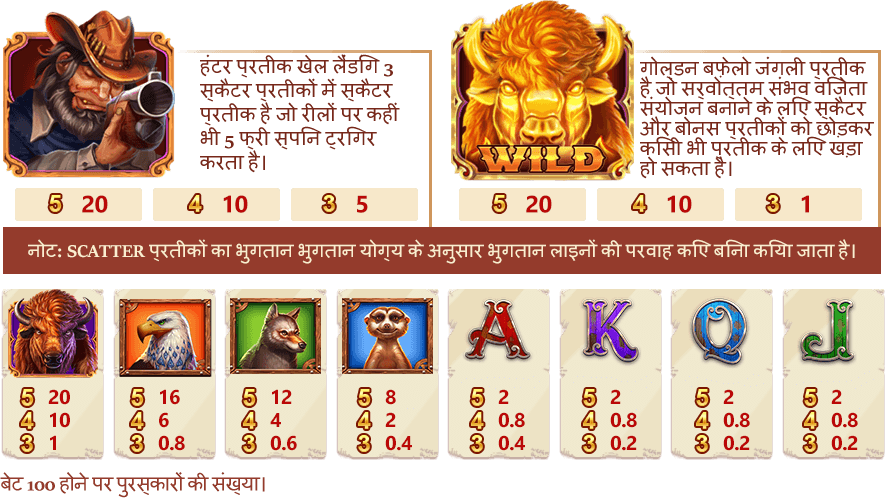 हंटर प्रतीक खेल लैंडिंग 3
स्कैटर प्रतीकों में स्कैटर
प्रतीक है जो रीलों पर कहीं
भी 5 फ्री स्पिन ट्रिगर
करता है।
5 20 4 10 3 5
गोल्डन बफ़ेलो जंगली प्रतीक
है जो सर्वोत्तम संभव विजेता
संयोजन बनाने के लिए स्कैटर
और बोनस प्रतीकों को छोड़कर
किसी भी प्रतीक के लिए खड़ा
हो सकता है।
WILD
5 20 4 10 3 1
नोट: SCATTER प्रतीकों का भुगतान भुगतान योग्य के अनुसार भुगतान लाइनों की परवाह किए बिना किया जाता है।
A K Q J
5 20 5 16 5 12 5 8 5 2 5 2 5 2 5 2
4 10 4 6 4 4 4 2 4 0.8 4 0.8 4 0.8 4 0.8
3 1 3 0.8 3 0.6 3 0.4 3 0.4 3 0.2 3 0.2 3 0.2
बेट 100 होने पर पुरस्कारों की संख्या।